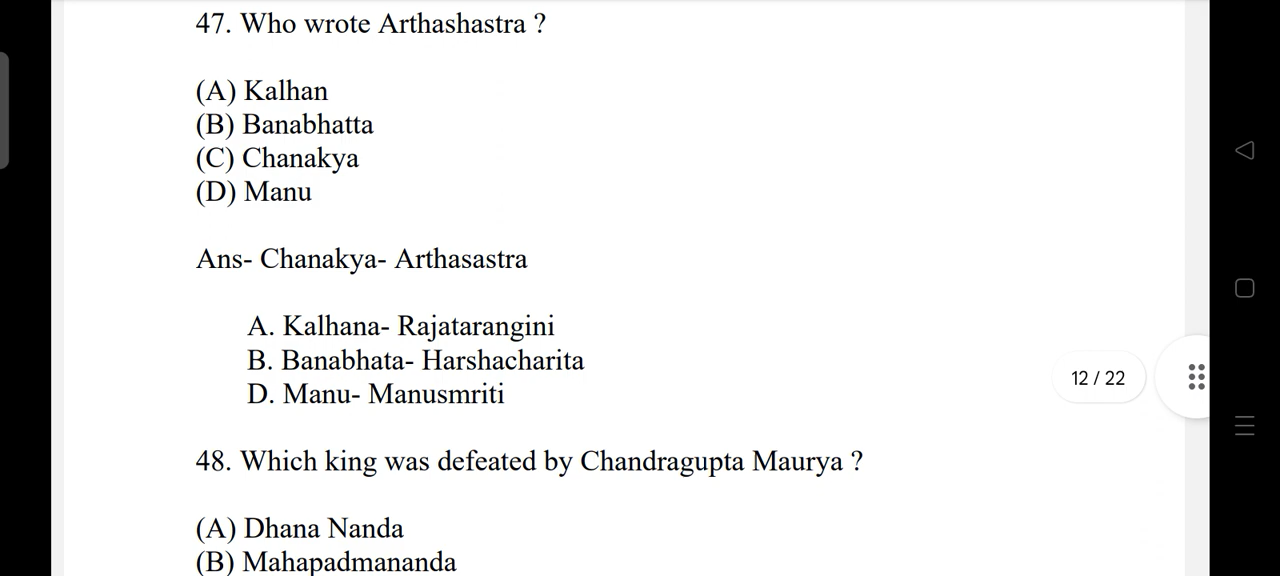 47. Who wrote Arthashastra ?
(A) Kalhan
(B) Banabhatta
(C) Chanakya
(D) Manu
Ans- Chanakya- Arthasastra
A. Kalhana- Rajatarangini
B. Banabhata- Harshacharita
D. Manu- Manusmriti
12 / 22
48. Which king was defeated by Chandragupta Maurya ?
(A) Dhana Nanda
(B) Mahapadmananda